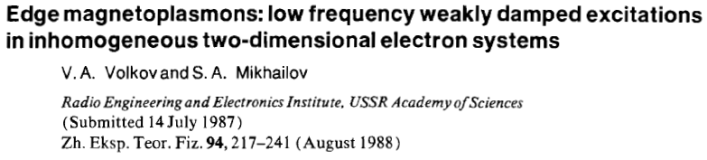 Edge magnetoplasmons: low frequency weakly damped excitations
in inhomogeneous two-dimensional electron systems
V. A. Volkov and S. A. Mikhailov
Radio Engineering and Electronics Institute, USSR Academy of Sciences
(Submitted 14 July 1987)
Zh. Eksp. Teor. Fiz. 94, 217–241 (August 1988)